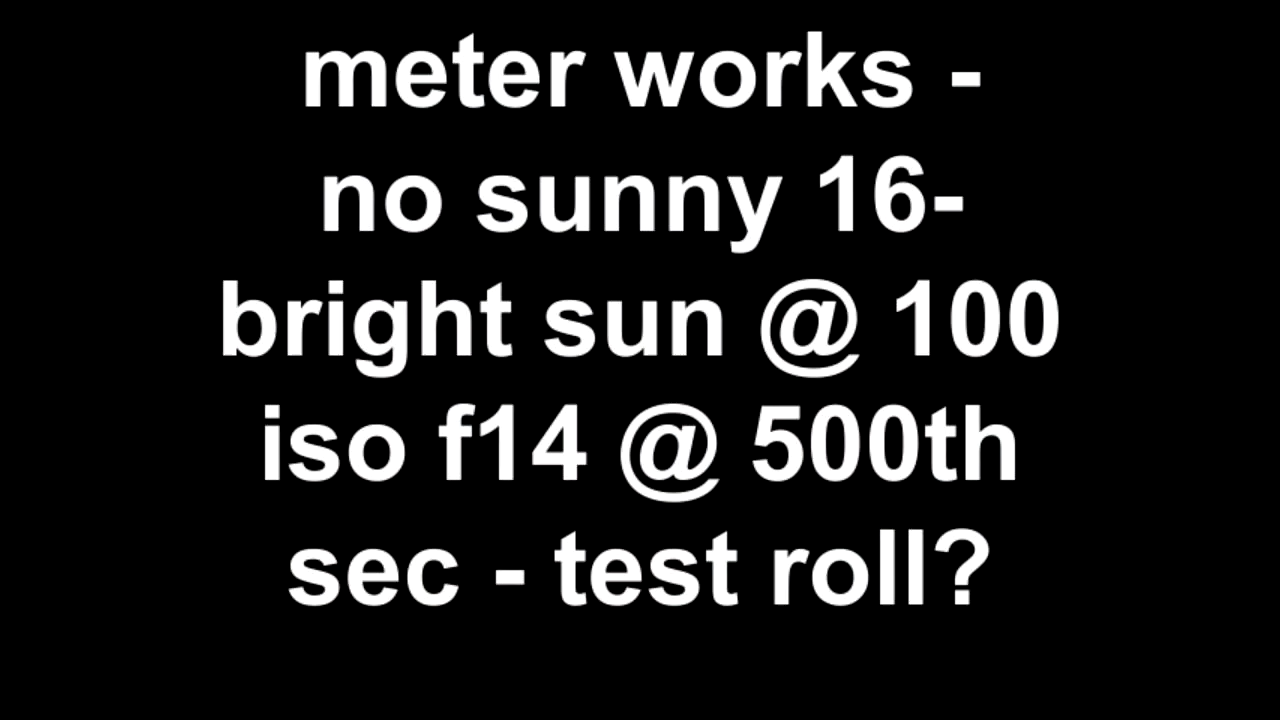 meter works -
no sunny 16-
bright sun @ 100
iso f14 @ 500th
sec - test roll?